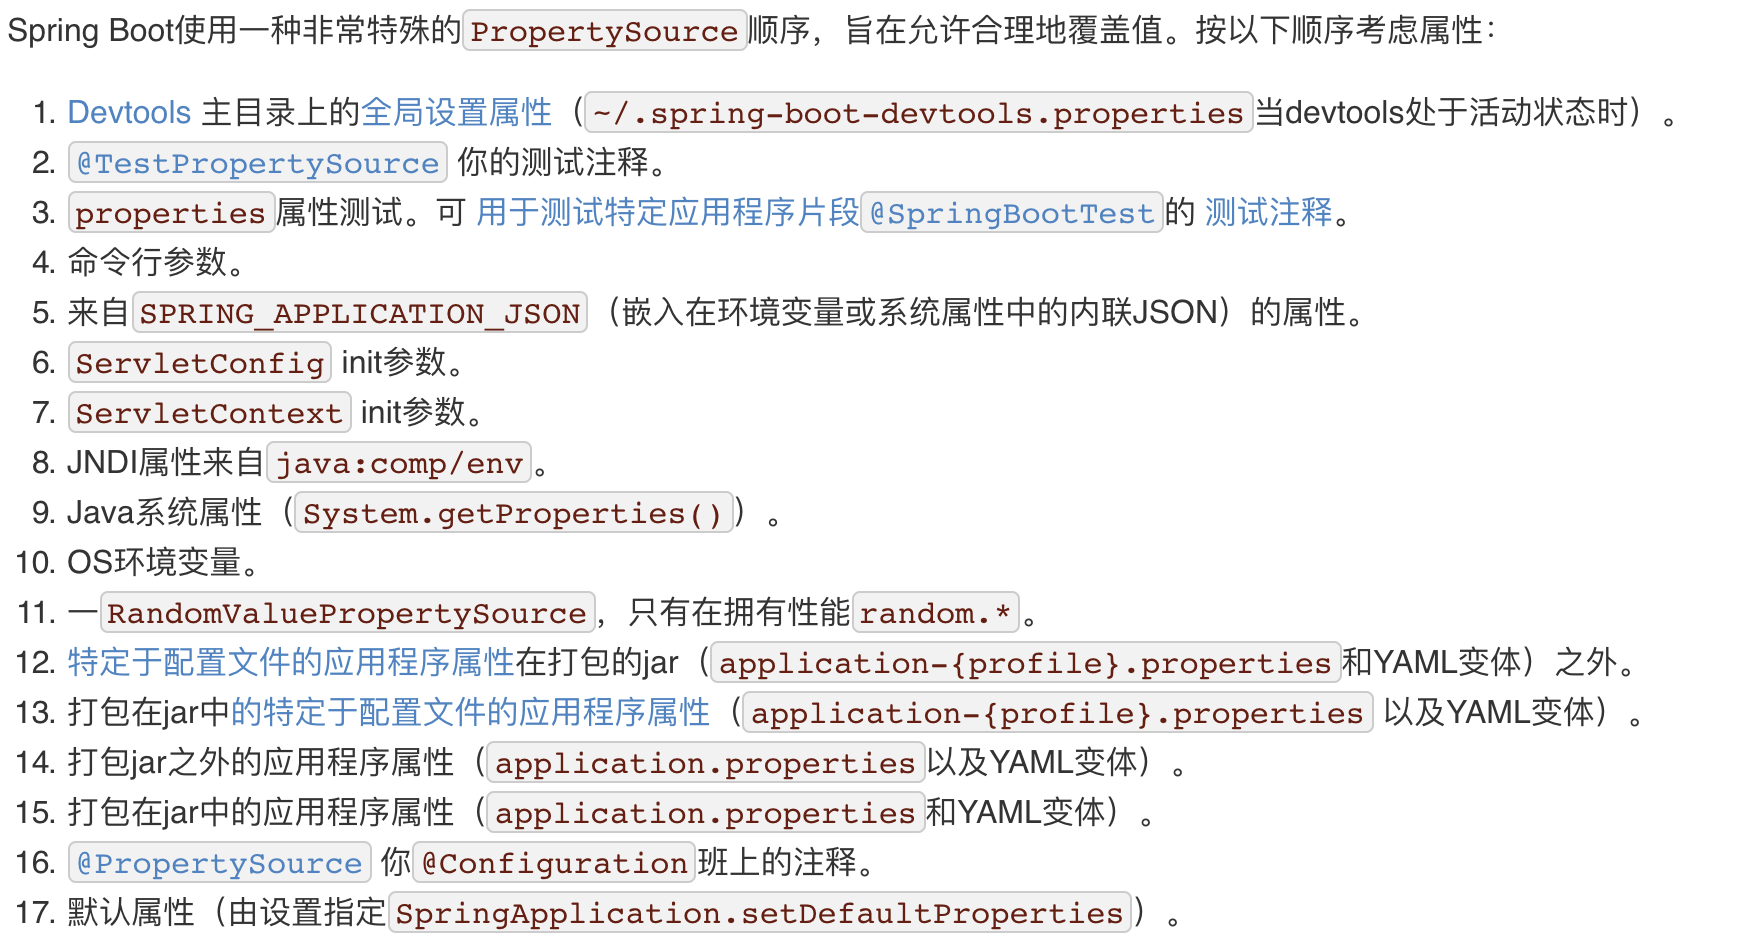 Spring Boot使用一种非常特殊的PropertySource顺序，旨在允许合理地覆盖值。按以下顺序考虑属性：
1. Devtools 主目录上的全局设置属性（~/.spring-boot-devtools.properties当devtools处于活动状态时）。
2. @TestPropertySource 你的测试注释。
3. properties属性测试。可 用于测试特定应用程序片段@SpringBootTest的 测试注释。
4. 命令行参数。
5. 来自SPRING_APPLICATION_JSON（嵌入在环境变量或系统属性中的内联JSON）的属性。
6. ServletConfig init参数。
7. ServletContext init参数。
8. JNDI属性来自java:comp/env。
9. Java系统属性（System.getProperties()）。
10. OS环境变量。
11. 一RandomValuePropertySource，只有在拥有性能random.*。
12. 特定于配置文件的应用程序属性在打包的jar（application-{profile}.properties和YAML变体）之外。
13. 打包在jar中的特定于配置文件的应用程序属性（application-{profile}.properties 以及YAML变体）。
14. 打包jar之外的应用程序属性（application.properties以及YAML变体）。
15. 打包在jar中的应用程序属性（application.properties和YAML变体）。
16. @PropertySource 你@Configuration班上的注释。
17. 默认属性（由设置指定SpringApplication.setDefaultProperties）。